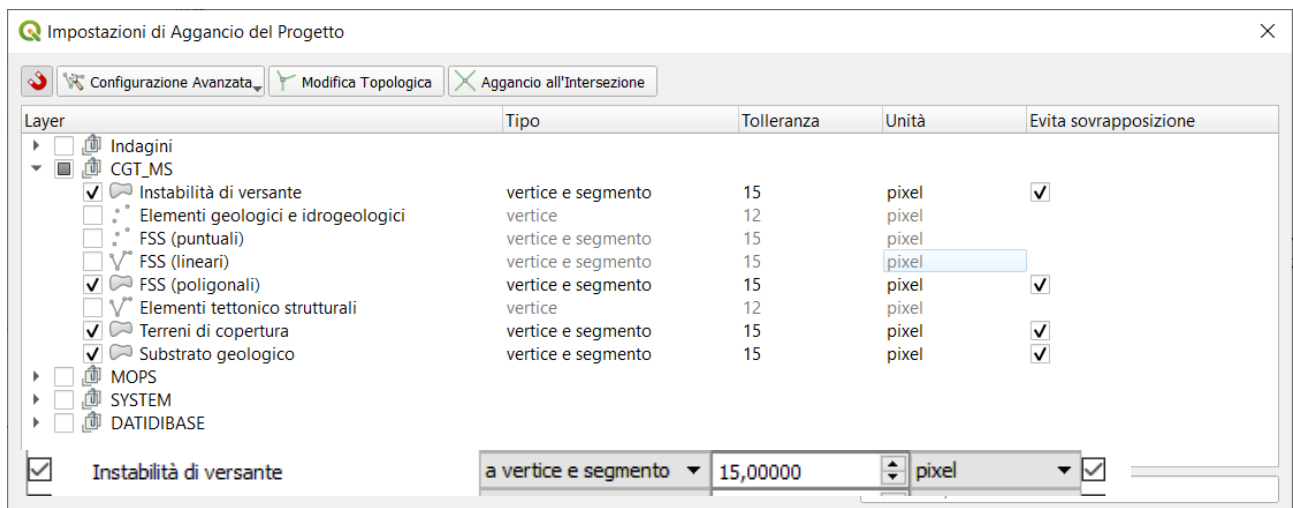 Impostazioni di Aggancio del Progetto
Configurazione Avanzata Modifica Topologica Aggancio all'Intersezione
Layer Tipo Tolleranza Unità Evita sovrapposizione
Indagini
CGT_MS
Instabilità di versante vertice e segmento 15 pixel
Elementi geologici e idrogeologici vertice 12 pixel
FSS (puntuali) vertice e segmento 15 pixel
FSS (lineari) vertice e segmento 15 pixel
FSS (poligonali) vertice e segmento 15 pixel
Elementi tettonico strutturali vertice 12 pixel
Terreni di copertura vertice e segmento 15 pixel
Substrato geologico vertice e segmento 15 pixel
MOPS
SYSTEM
DATIDIBASE
Instabilità di versante a vertice e segmento 15,00000 pixel